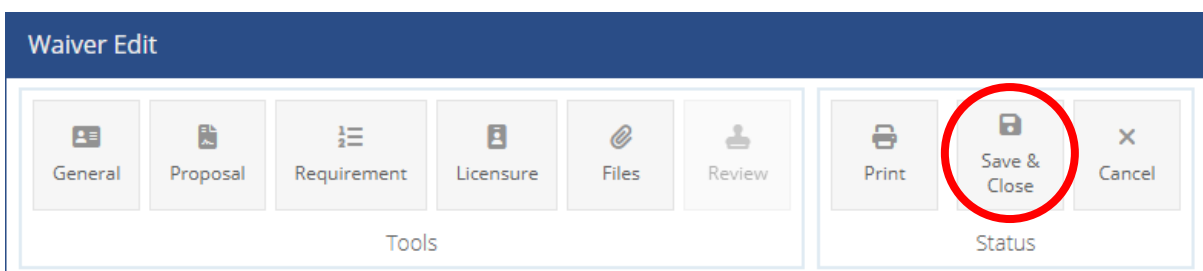 Waiver Edit
General Proposal Requirement Licensure Files Review
Tools
Print Save & Close Cancel
Status